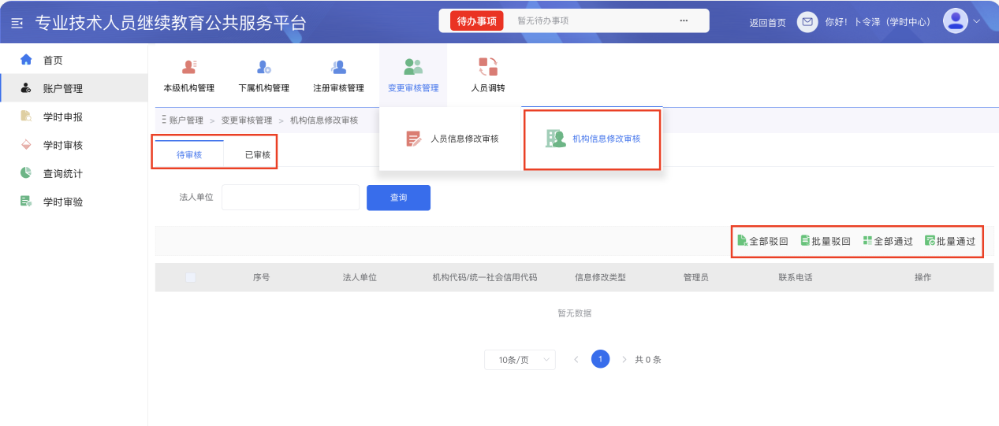 专业技术人员继续教育公共服务平台
待办事项 暂无待办事项 ···
返回首页 你好！卜令泽（学时中心）
首页
账户管理
学时申报
学时审核
查询统计
学时审验
本级机构管理 下属机构管理 注册审核管理 变更审核管理 人员调转
账户管理 > 变更审核管理 > 机构信息修改审核
人员信息修改审核 机构信息修改审核
待审核 已审核
法人单位 查询
全部驳回 批量驳回 全部通过 批量通过
序号 法人单位 机构代码/统一社会信用代码 信息修改类型 管理员 联系电话 操作
暂无数据
10条/页 < 1 > 共 0 条